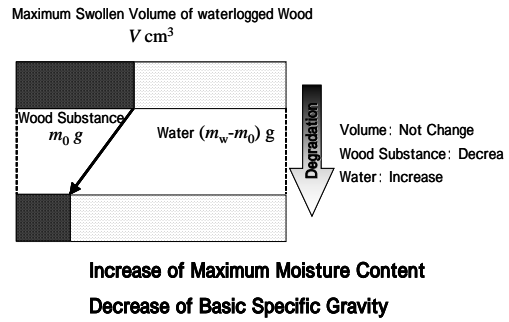 Maximum Swollen Volume of waterlogged Wood
V cm³
Wood Substance
m₀ g
Water (m_w-m₀) g
Degradation
Volume: Not Change
Wood Substance: Decrea
Water: Increase
Increase of Maximum Moisture Content
Decrease of Basic Specific Gravity